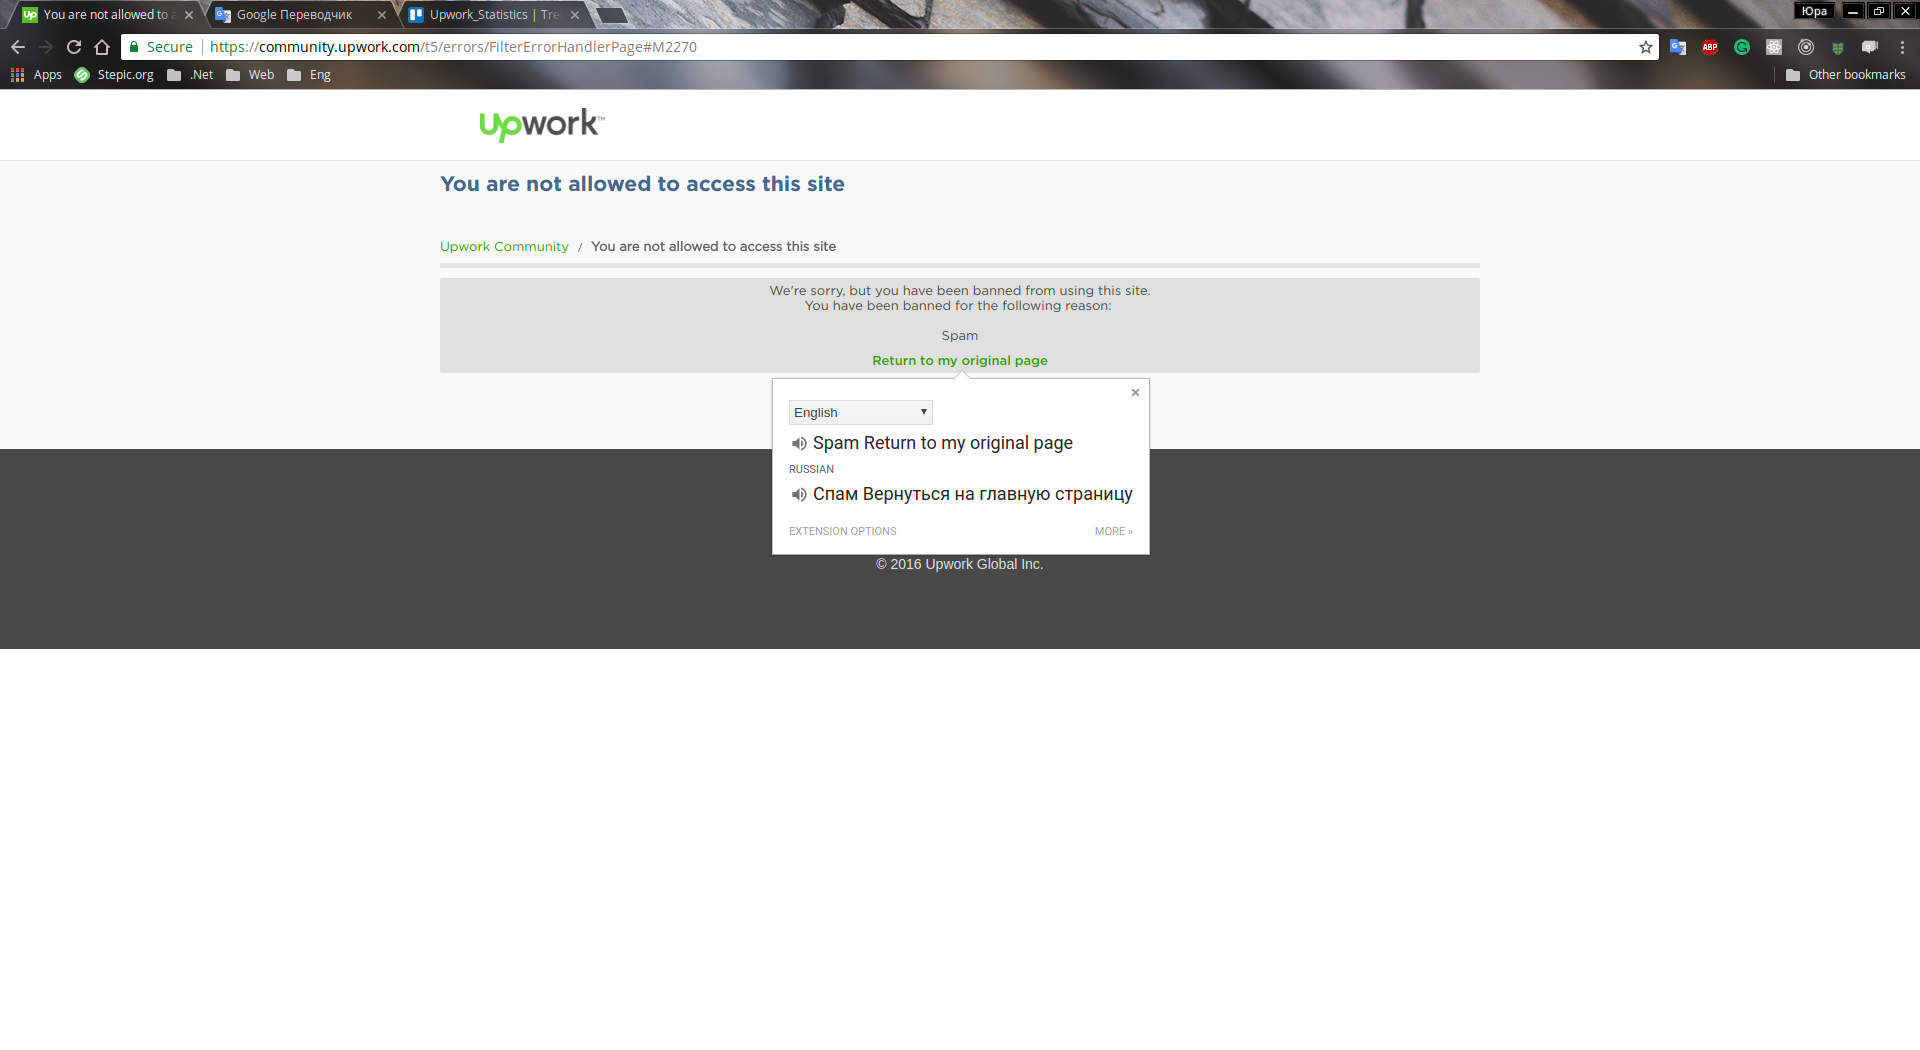 You are not allowed to a
Google Переводчик
Upwork_Statistics | Tre
Юра
Secure
https://community.upwork.com/t5/errors/FilterErrorHandlerPage#M2270
ABP
Apps
Stepic.org
.Net
Web
Eng
Other bookmarks
upwork™
You are not allowed to access this site
Upwork Community / You are not allowed to access this site
We're sorry, but you have been banned from using this site.
You have been banned for the following reason:
Spam
Return to my original page
English
Spam Return to my original page
RUSSIAN
Спам Вернуться на главную страницу
EXTENSION OPTIONS
MORE »
© 2016 Upwork Global Inc.